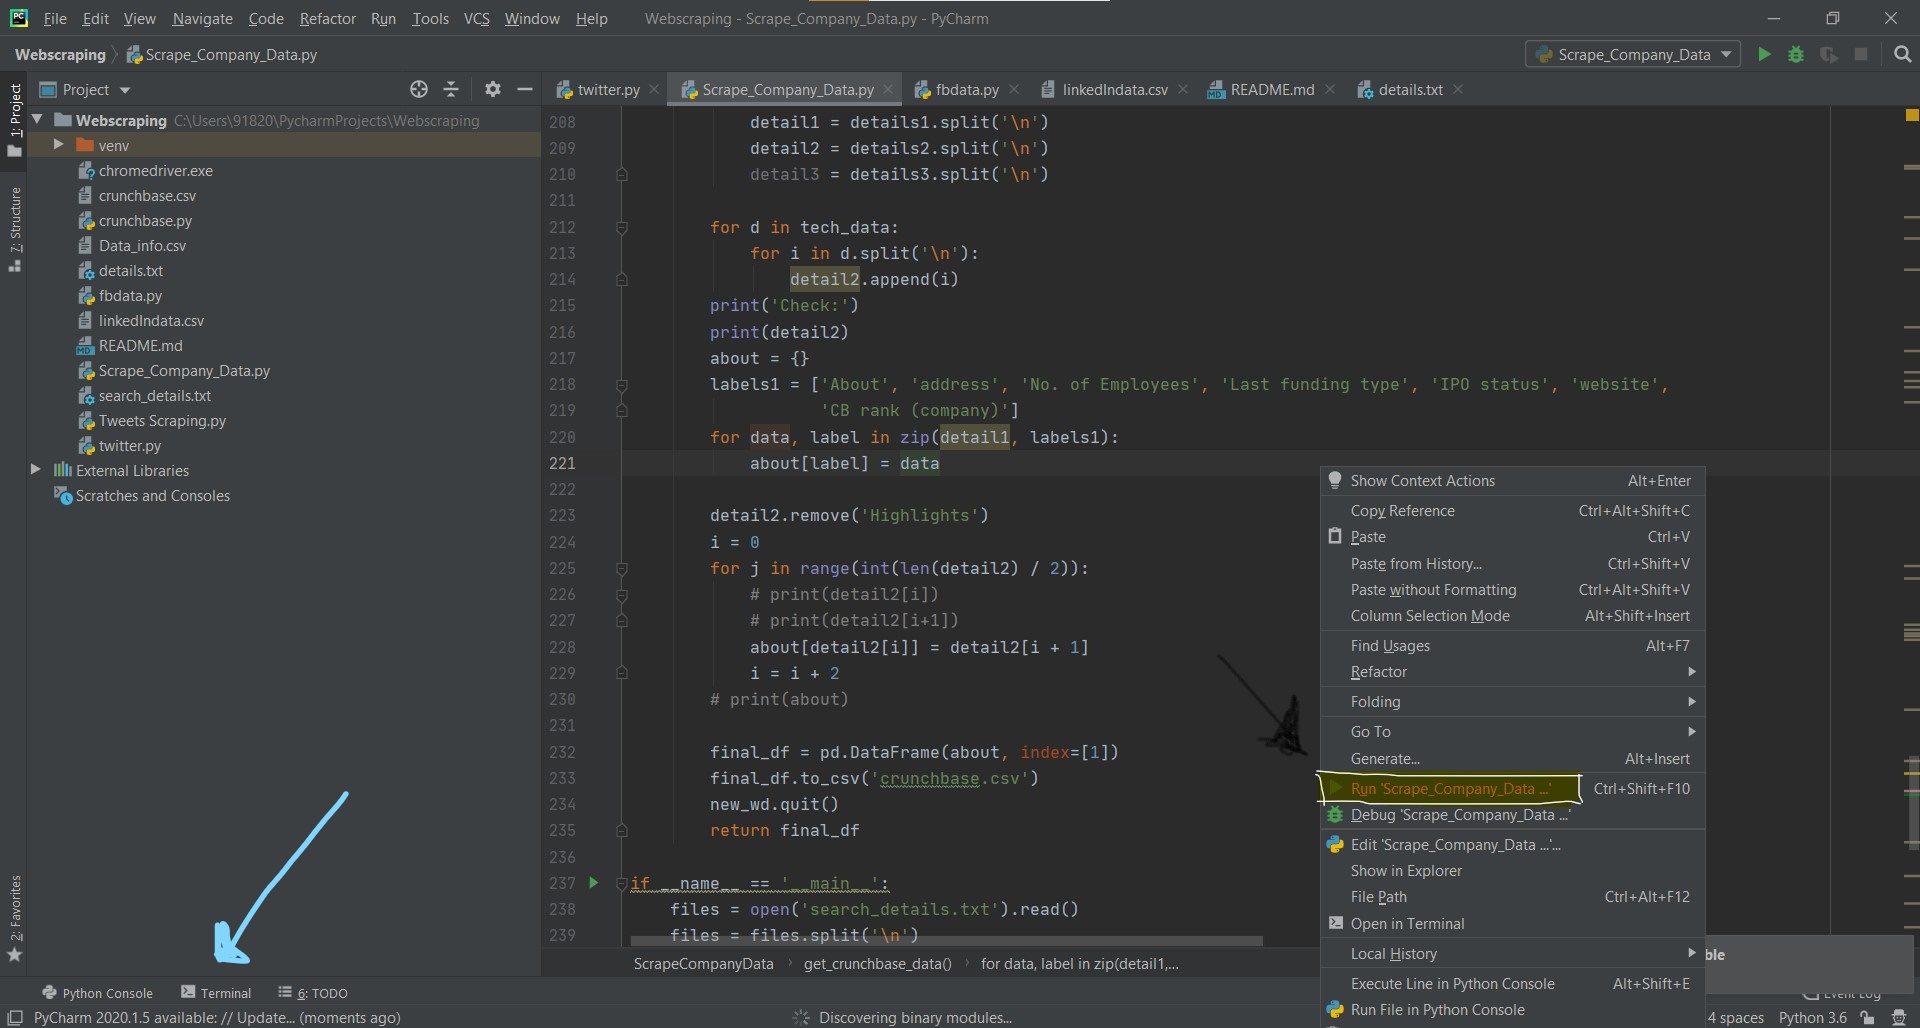 PC File Edit View Navigate Code Refactor Run Tools VCS Window Help Webscraping - Scrape_Company_Data.py - PyCharm
Webscraping Scrape_Company_Data.py
Scrape_Company_Data
1: Project
7: Structure
2: Favorites
Project
Webscraping C:\Users\91820\PycharmProjects\Webscraping
venv
chromedriver.exe
crunchbase.csv
crunchbase.py
Data_info.csv
details.txt
fbdata.py
linkedIndata.csv
README.md
Scrape_Company_Data.py
search_details.txt
Tweets Scraping.py
twitter.py
External Libraries
Scratches and Consoles
twitter.py Scrape_Company_Data.py fbdata.py linkedIndata.csv README.md details.txt
208 detail1 = details1.split('\n')
209 detail2 = details2.split('\n')
210 detail3 = details3.split('\n')
211
212 for d in tech_data:
213 for i in d.split('\n'):
214 detail2.append(i)
215 print('Check:')
216 print(detail2)
217 about = {}
218 labels1 = ['About', 'address', 'No. of Employees', 'Last funding type', 'IPO status', 'website',
219 'CB rank (company)']
220 for data, label in zip(detail1, labels1):
221 about[label] = data
222
223 detail2.remove('Highlights')
224 i = 0
225 for j in range(int(len(detail2) / 2)):
226 # print(detail2[i])
227 # print(detail2[i+1])
228 about[detail2[i]] = detail2[i + 1]
229 i = i + 2
230 # print(about)
231
232 final_df = pd.DataFrame(about, index=[1])
233 final_df.to_csv('crunchbase.csv')
234 new_wd.quit()
235 return final_df
236
237 if __name__ == '__main__':
238 files = open('search_details.txt').read()
239 files = files.split('\n')
ScrapeCompanyData get_crunchbase_data() for data, label in zip(detail1,...
Show Context Actions Alt+Enter
Copy Reference Ctrl+Alt+Shift+C
Paste Ctrl+V
Paste from History... Ctrl+Shift+V
Paste without Formatting Ctrl+Alt+Shift+V
Column Selection Mode Alt+Shift+Insert
Find Usages Alt+F7
Refactor
Folding
Go To
Generate... Alt+Insert
Run 'Scrape_Company_Data ...' Ctrl+Shift+F10
Debug 'Scrape_Company_Data ...'
Edit 'Scrape_Company_Data ...'...
Show in Explorer
File Path Ctrl+Alt+F12
Open in Terminal
Local History
Execute Line in Python Console Alt+Shift+E
Run File in Python Console
ble
Python Console Terminal 6: TODO Event Log
PyCharm 2020.1.5 available: // Update... (moments ago) Discovering binary modules... 4 spaces Python 3.6